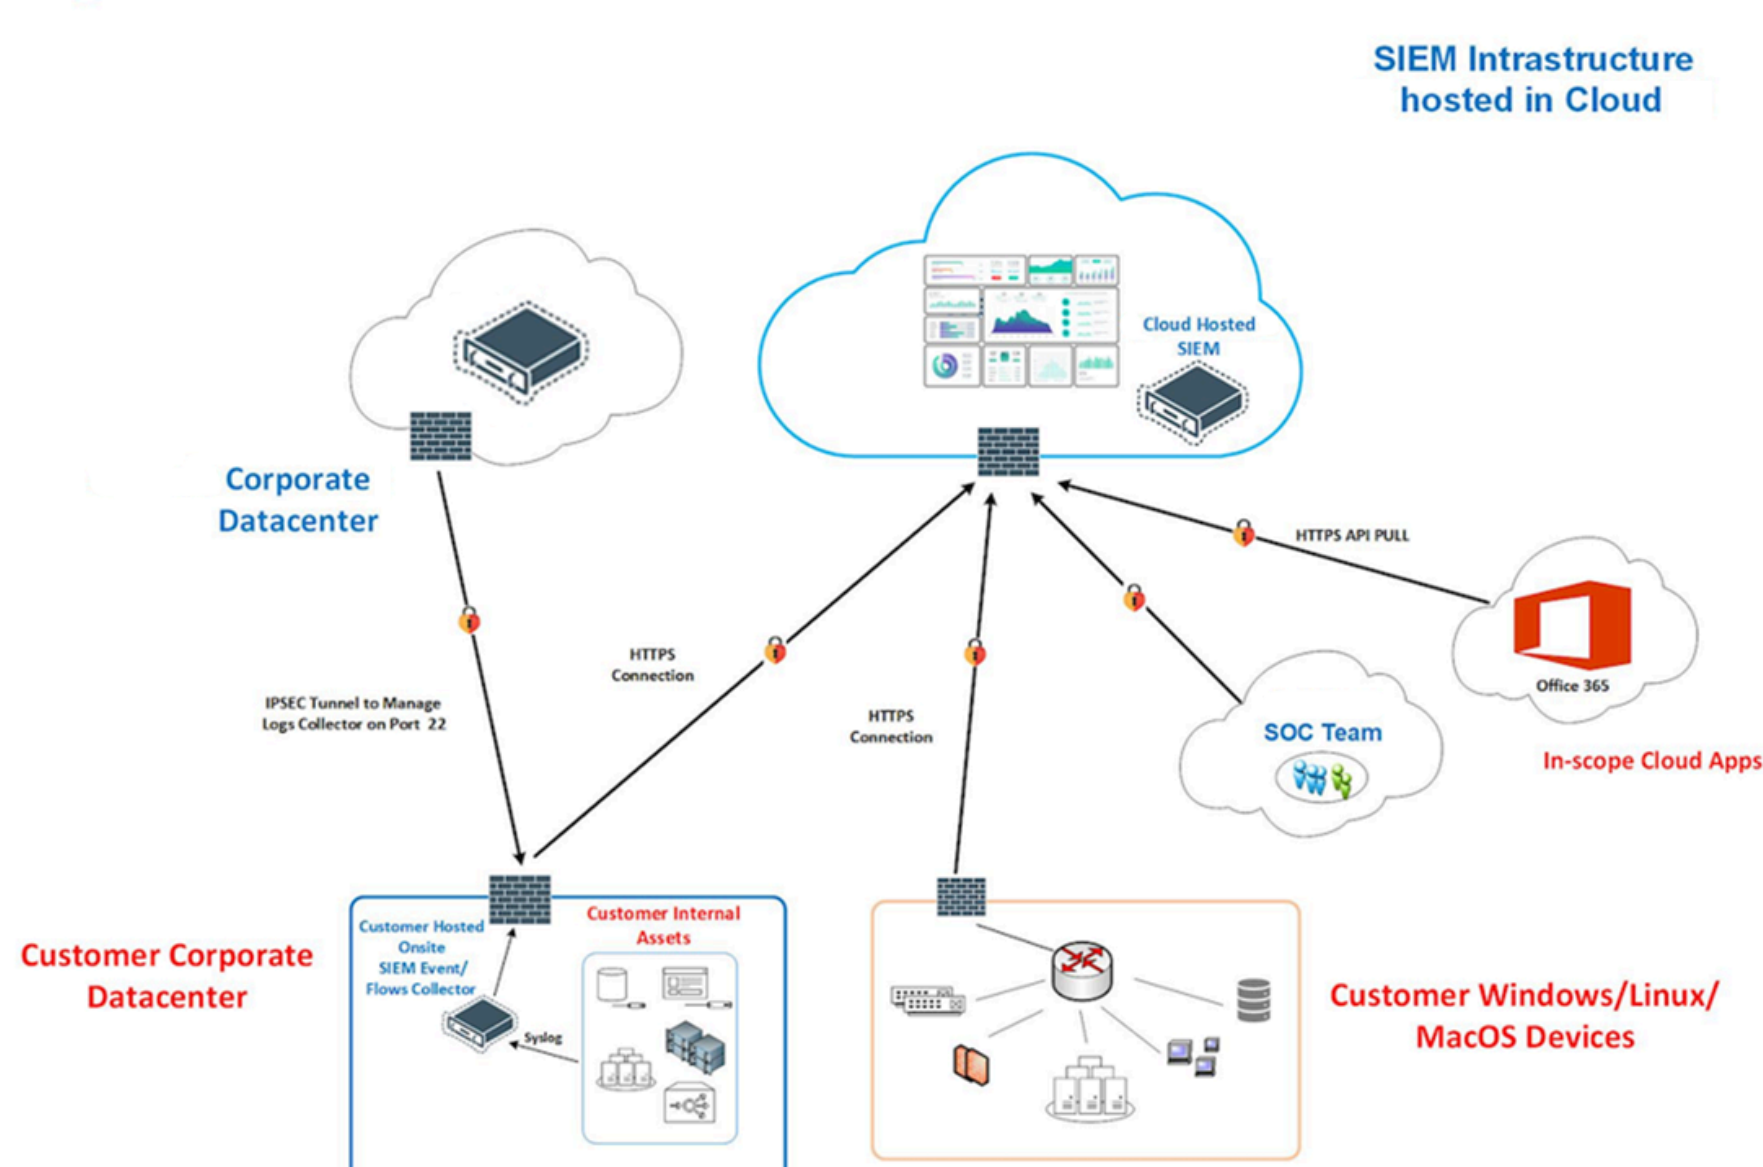 SIEM Intrastructure
hosted in Cloud
Cloud Hosted
SIEM
Corporate
Datacenter
HTTPS API PULL
Office 365
In-scope Cloud Apps
SOC Team
HTTPS
Connection
IPSEC Tunnel to Manage
Logs Collector on Port 22
HTTPS
Connection
Customer Corporate
Datacenter
Customer Hosted
Onsite
SIEM Event/
Flows Collector
Customer Internal
Assets
Syslog
Customer Windows/Linux/
MacOS Devices